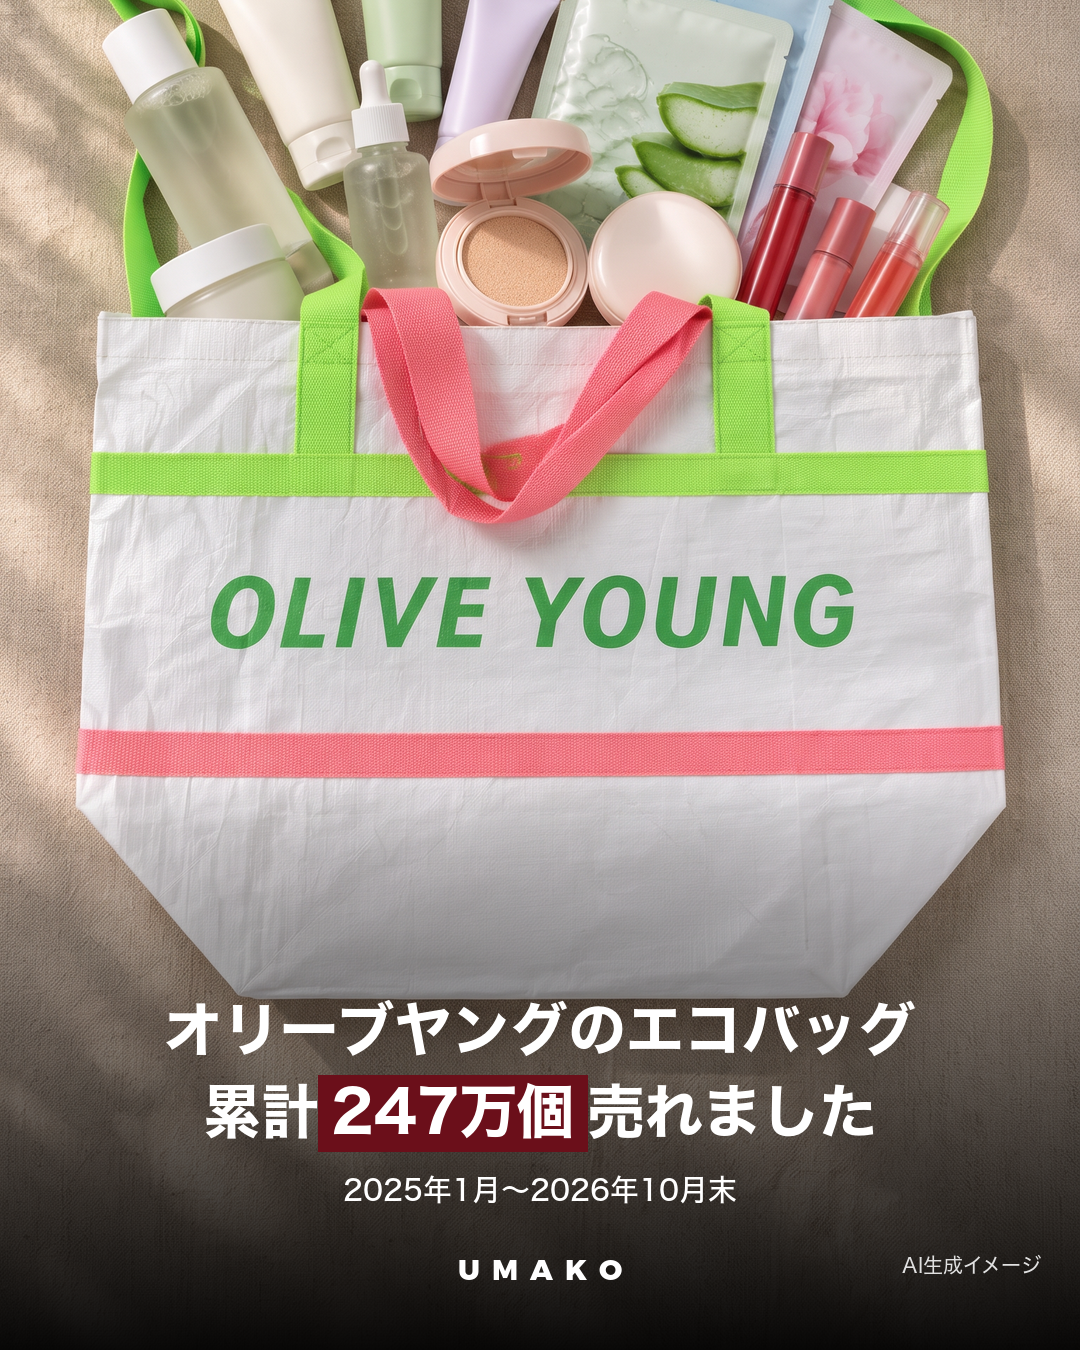 OLIVE YOUNG
オリーブヤングのエコバッグ
累計247万個売れました
2025年1月〜2026年10月末
UMAKO
AI生成イメージ